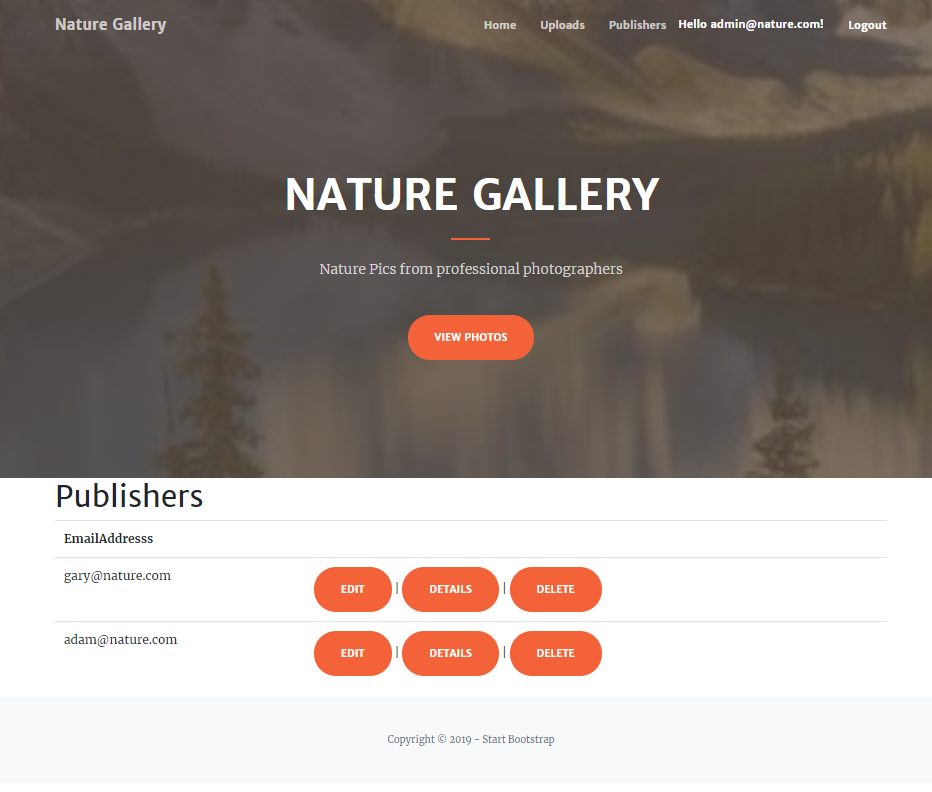 Nature Gallery Home Uploads Publishers Hello admin@nature.com! Logout
NATURE GALLERY
Nature Pics from professional photographers
VIEW PHOTOS
Publishers
EmailAddresss
gary@nature.com EDIT | DETAILS | DELETE
adam@nature.com EDIT | DETAILS | DELETE
Copyright © 2019 - Start Bootstrap